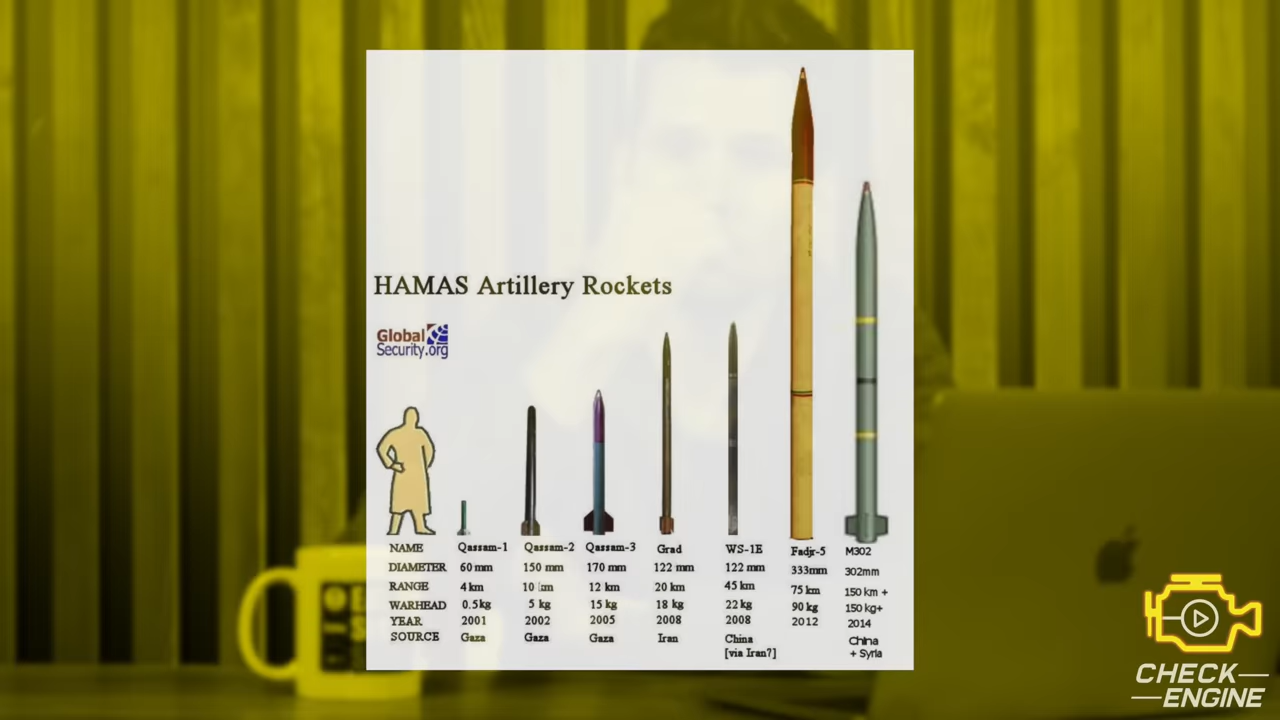 HAMAS Artillery Rockets
Global
Security.org
NAME Qassam-1 Qassam-2 Qassam-3 Grad WS-1E Fadjr-5 M302
DIAMETER 60 mm 150 mm 170 mm 122 mm 122 mm 333mm 302mm
RANGE 4 km 10 km 12 km 20 km 45 km 75 km 150 km +
WARHEAD 0.5kg 5 kg 15 kg 18 kg 22 kg 90 kg 150 kg+
YEAR 2001 2002 2005 2008 2008 2012 2014
SOURCE Gaza Gaza Gaza Iran China China
[via Iran?] + Syria
CHECK
ENGINE